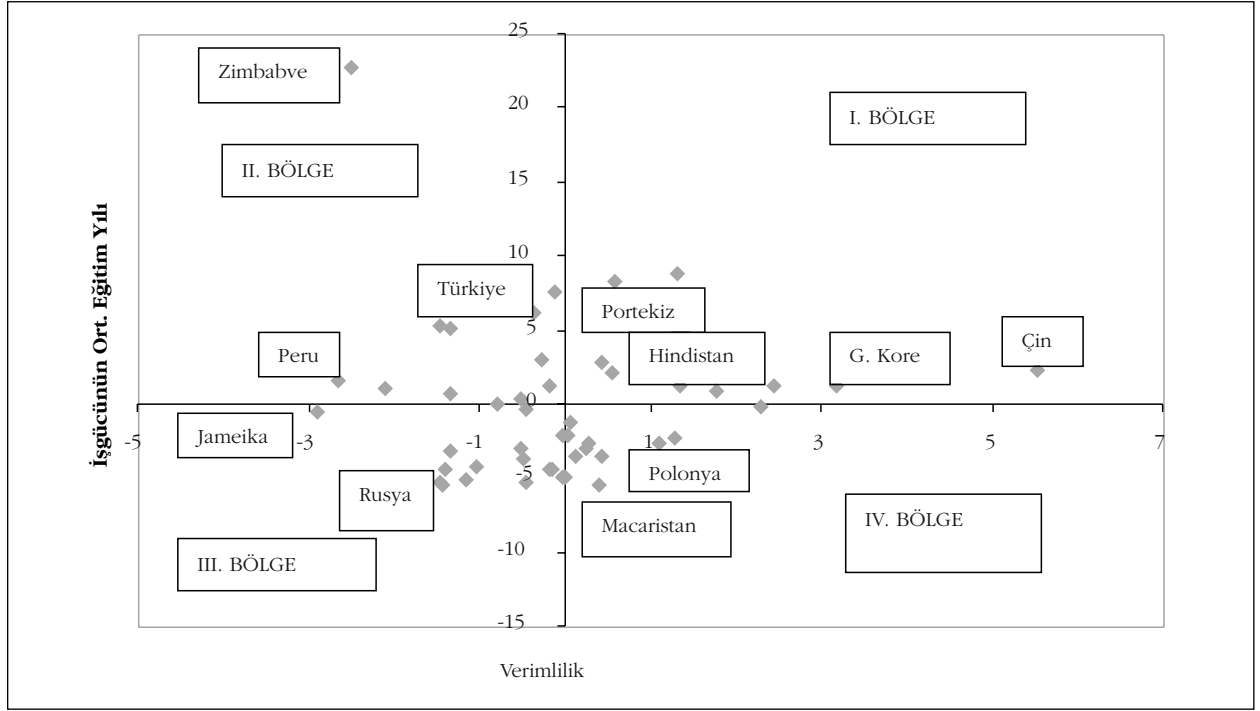 25
Zimbabve
20
I. BÖLGE
II. BÖLGE
15
İşgücünün Ort. Eğitim Yılı
10
Türkiye
Portekiz
5
Peru
Hindistan
G. Kore
Çin
0
Jameika
-5 -3 -1 1 3 5 7
-5
Polonya
Rusya
Macaristan
IV. BÖLGE
-10
III. BÖLGE
-15
Verimlilik